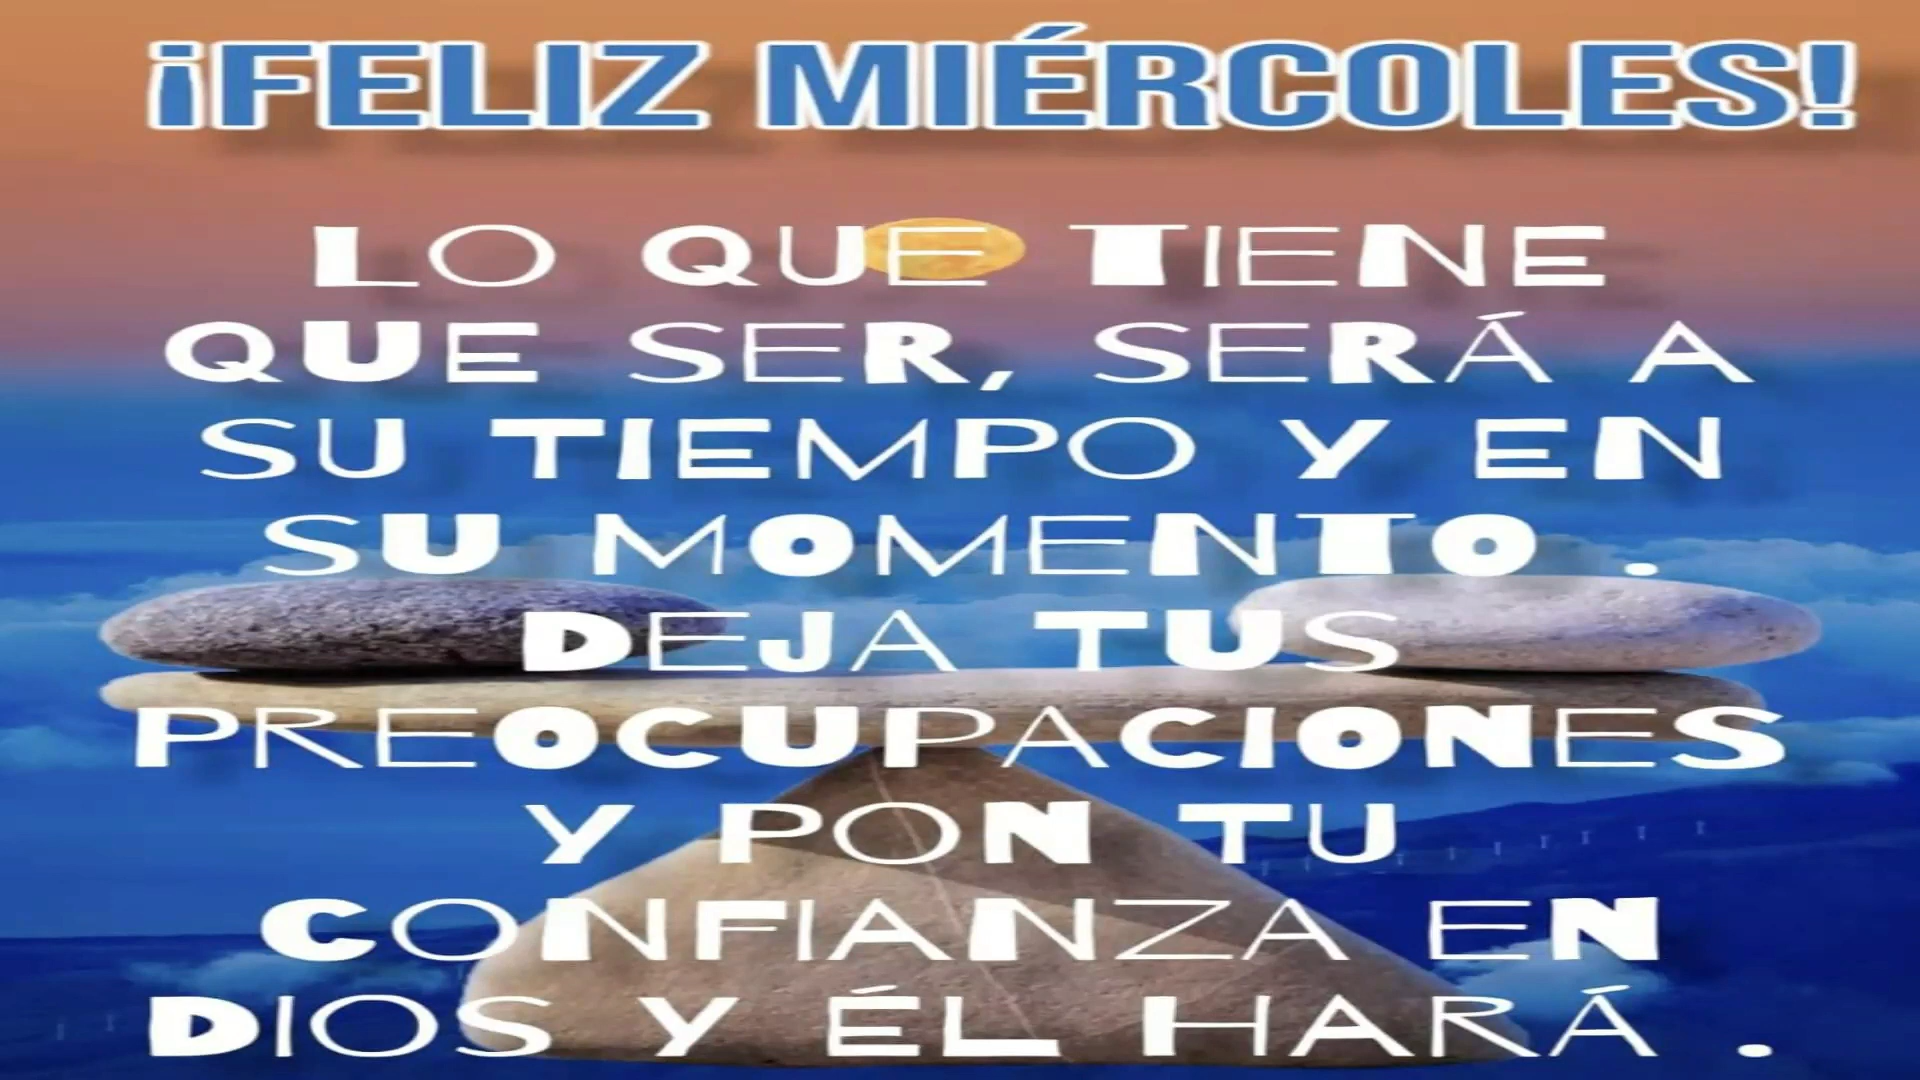 ¡FELIZ MIÉRCOLES!
LO QUE TIENE
QUE SER, SERÁ A
SU TIEMPO Y EN
SU MOMENTO .
DEJA TUS
PREOCUPACIONES
Y PON TU
CONFIANZA EN
DIOS Y ÉL HARÁ .